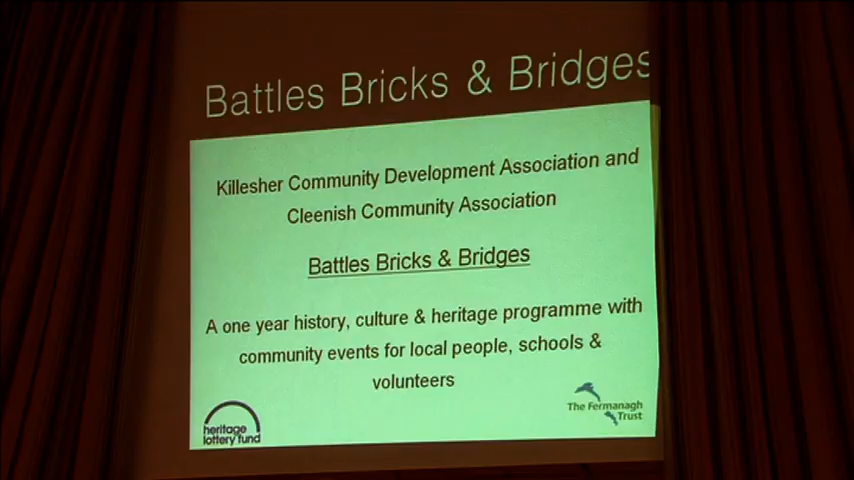 Battles Bricks & Bridges
Killesher Community Development Association and
Cleenish Community Association
Battles Bricks & Bridges
A one year history, culture & heritage programme with
community events for local people, schools &
volunteers
heritage
lottery fund
The Fermanagh
Trust